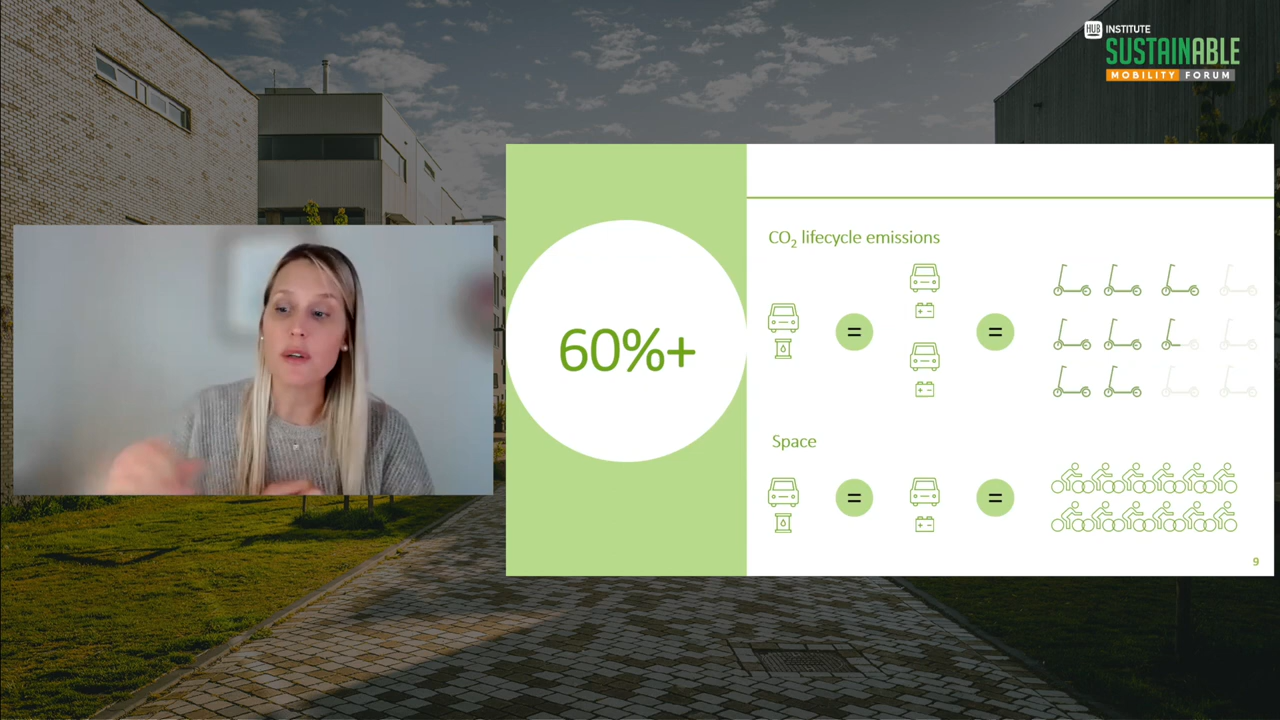 HUB INSTITUTE
SUSTAINABLE
MOBILITY FORUM
60%+
CO₂ lifecycle emissions
=
=
Space
=
=
9